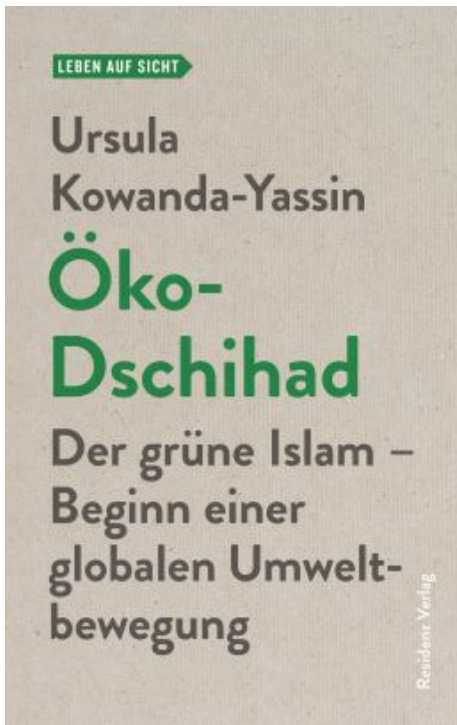 LEBEN AUF SICHT
Ursula
Kowanda-Yassin
Öko-
Dschihad
Der grüne Islam –
Beginn einer
globalen Umwelt-
bewegung
Residenz Verlag